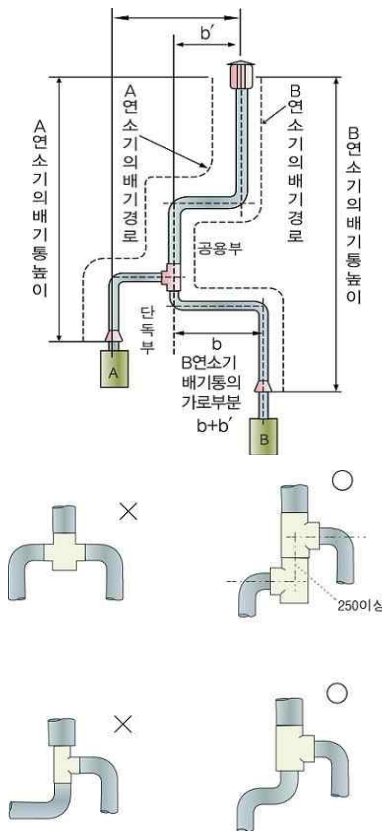 b′
A연소기의 배기통높이
A연소기의 배기경로
B연소기의 배기경로
B연소기의 배기통높이
공용부
단독부
b
B연소기
배기통의
가로부분
b+b′
A
B
×
○
250이상
×
○